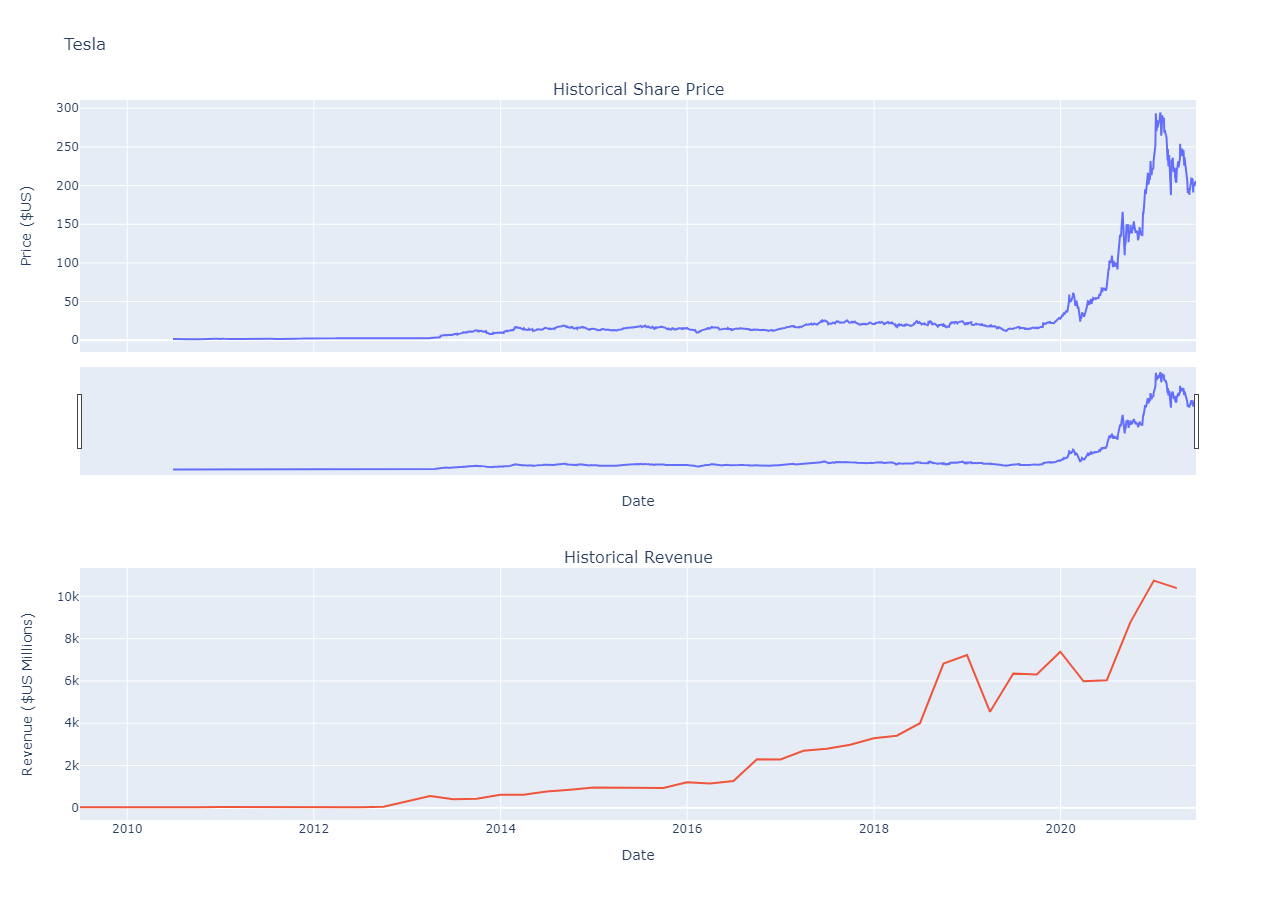 Tesla
Historical Share Price
300
250
200
150
100
50
0
Price ($US)
Date
Historical Revenue
10k
8k
6k
4k
2k
0
Revenue ($US Millions)
2010 2012 2014 2016 2018 2020
Date